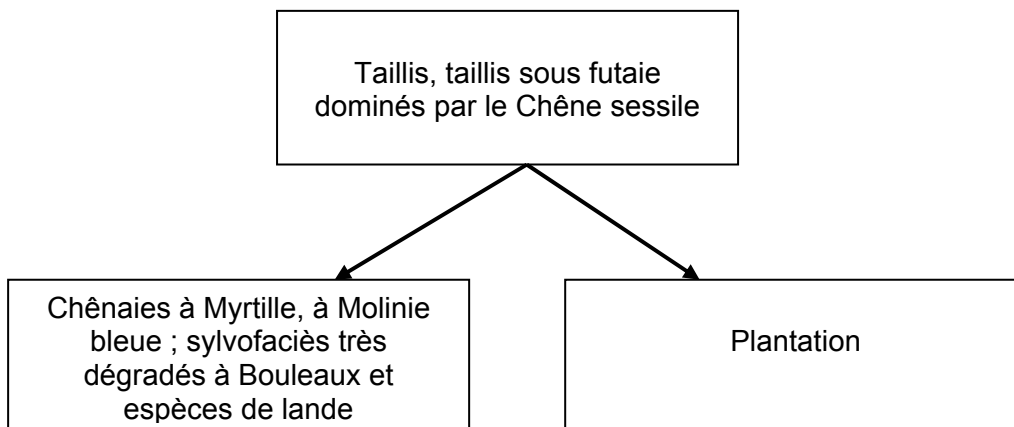 Taillis, taillis sous futaie
dominés par le Chêne sessile
Chênaies à Myrtille, à Molinie
bleue ; sylvofaciès très
dégradés à Bouleaux et
espèces de lande
Plantation